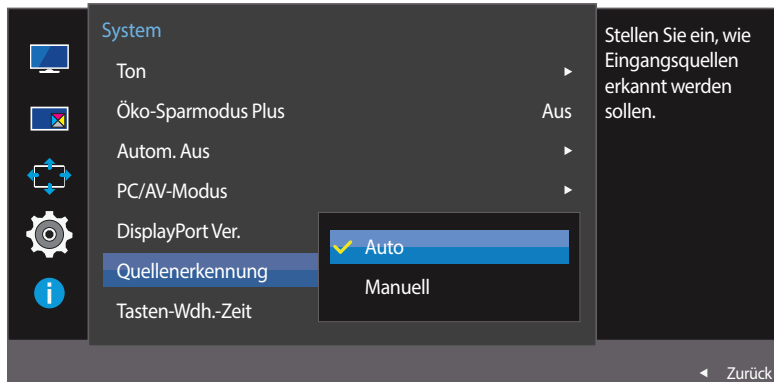 System
Ton
Öko-Sparmodus Plus Aus
Autom. Aus
PC/AV-Modus
DisplayPort Ver.
Quellenerkennung
Tasten-Wdh.-Zeit
Auto
Manuell
Stellen Sie ein, wie
Eingangsquellen
erkannt werden
sollen.
Zurück